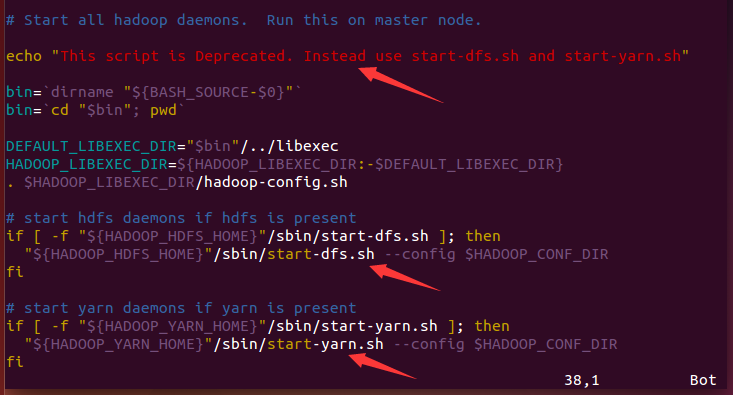 # Start all hadoop daemons.  Run this on master node.
echo "This script is Deprecated. Instead use start-dfs.sh and start-yarn.sh"
bin=`dirname "${BASH_SOURCE-$0}"`
bin=`cd "$bin"; pwd`
DEFAULT_LIBEXEC_DIR="$bin"/../libexec
HADOOP_LIBEXEC_DIR=${HADOOP_LIBEXEC_DIR:-$DEFAULT_LIBEXEC_DIR}
. $HADOOP_LIBEXEC_DIR/hadoop-config.sh
# start hdfs daemons if hdfs is present
if [ -f "${HADOOP_HDFS_HOME}"/sbin/start-dfs.sh ]; then
  "${HADOOP_HDFS_HOME}"/sbin/start-dfs.sh --config $HADOOP_CONF_DIR
fi
# start yarn daemons if yarn is present
if [ -f "${HADOOP_YARN_HOME}"/sbin/start-yarn.sh ]; then
  "${HADOOP_YARN_HOME}"/sbin/start-yarn.sh --config $HADOOP_CONF_DIR
fi
38,1 Bot